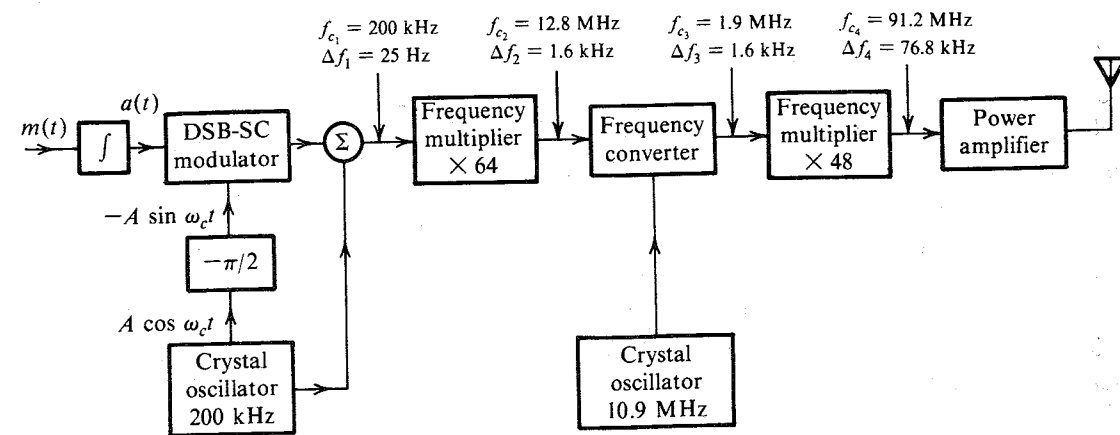 f_{c_1} = 200 kHz
Δf_1 = 25 Hz
f_{c_2} = 12.8 MHz
Δf_2 = 1.6 kHz
f_{c_3} = 1.9 MHz
Δf_3 = 1.6 kHz
f_{c_4} = 91.2 MHz
Δf_4 = 76.8 kHz
m(t)
∫
a(t)
DSB-SC
modulator
Σ
Frequency
multiplier
× 64
Frequency
converter
Frequency
multiplier
× 48
Power
amplifier
−A sin ω_c t
−π/2
A cos ω_c t
Crystal
oscillator
200 kHz
Crystal
oscillator
10.9 MHz